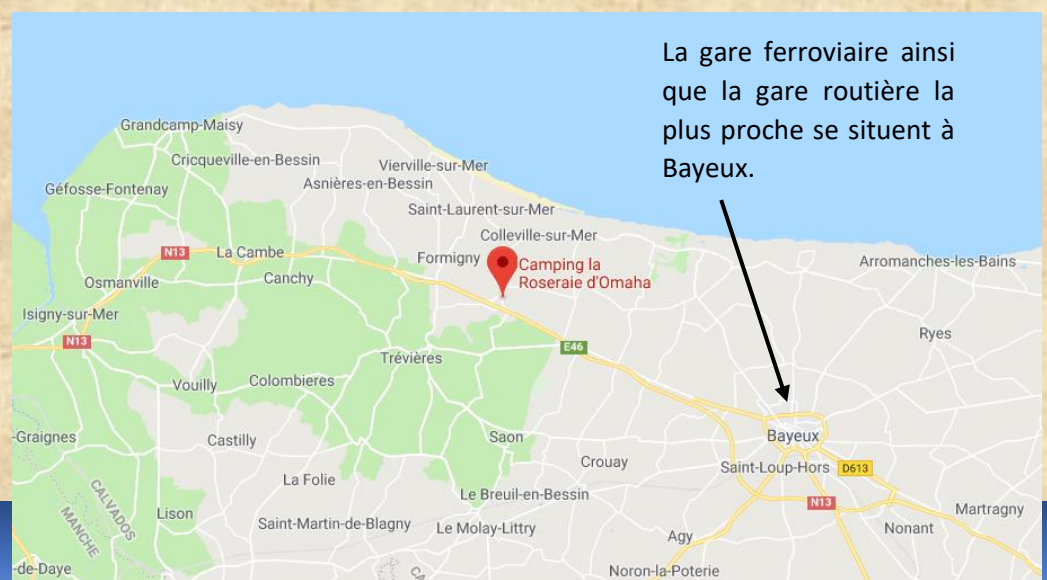 La gare ferroviaire ainsi
que la gare routière la
plus proche se situent à
Bayeux.
Grandcamp-Maisy
Cricqueville-en-Bessin
Vierville-sur-Mer
Géfosse-Fontenay
Asnières-en-Bessin
Saint-Laurent-sur-Mer
Colleville-sur-Mer
N13
La Cambe
Formigny
Camping la
Roseraie d'Omaha
Arromanches-les-Bains
Osmanville
Canchy
Isigny-sur-Mer
N13
Ryes
E46
Trévières
Vouilly
Colombieres
-Graignes
Castilly
Saon
Bayeux
Crouay
Saint-Loup-Hors
D613
La Folie
Le Breuil-en-Bessin
N13
CALVADOS
MANCHE
Lison
Saint-Martin-de-Blagny
Le Molay-Littry
Agy
Nonant
Martragny
-de-Daye
CA
Noron-la-Poterie